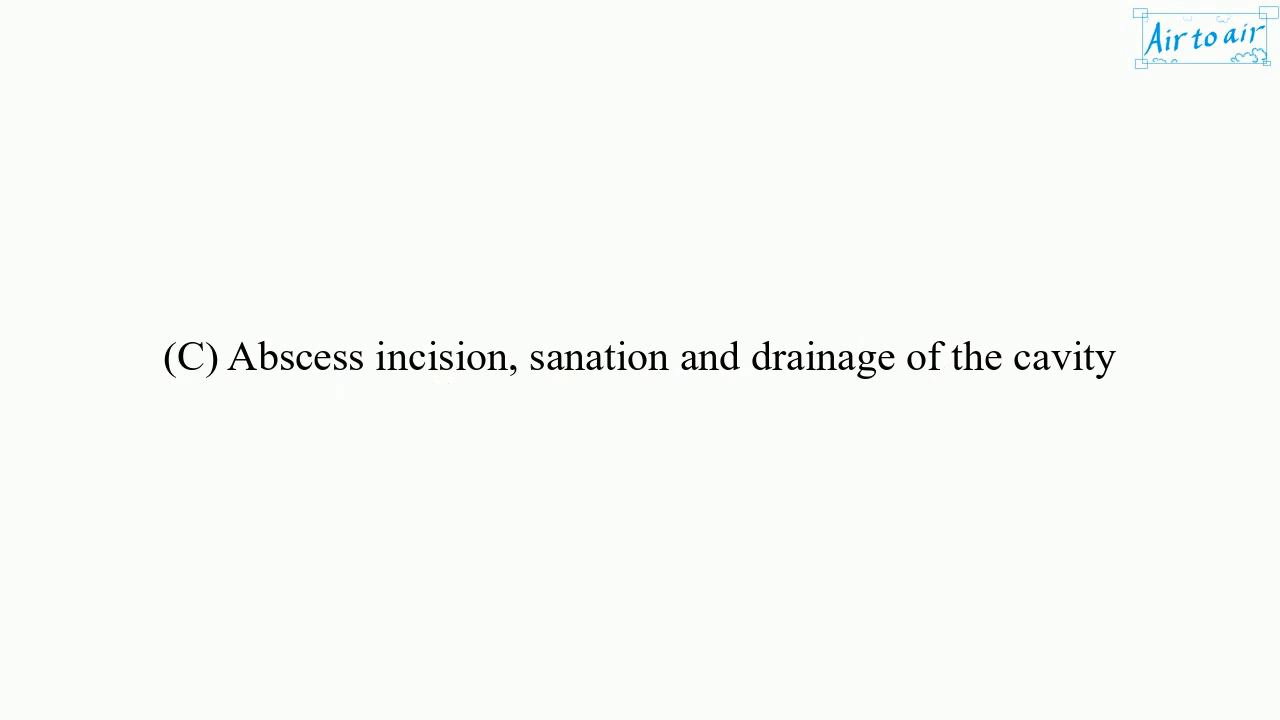 Air to air
(C) Abscess incision, sanation and drainage of the cavity